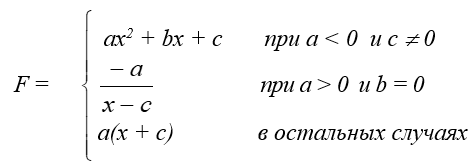 ax² + bx + c при a < 0 и c ≠ 0
F = – a / x – c при a > 0 и b = 0
a(x + c) в остальных случаях